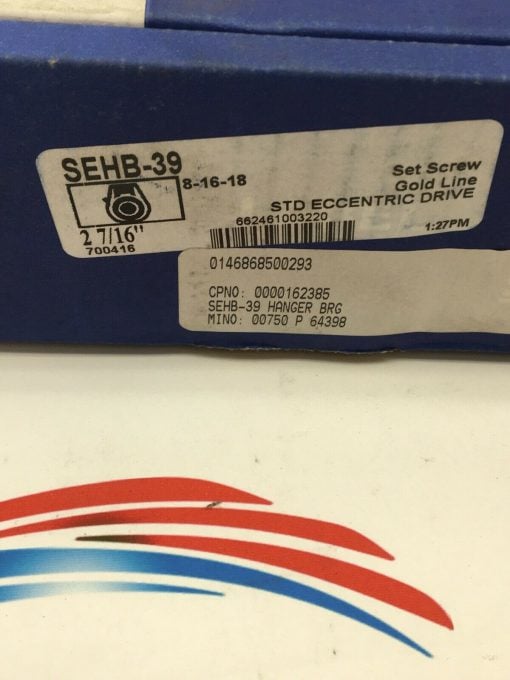 SEHB-39
8-16-18
Set Screw
Gold Line
STD ECCENTRIC DRIVE
662461003220
2 7/16"
700416
1:27PM
0146868500293
CPNO: 0000162385
SEHB-39 HANGER BRG
MINO: 00750 P 64398